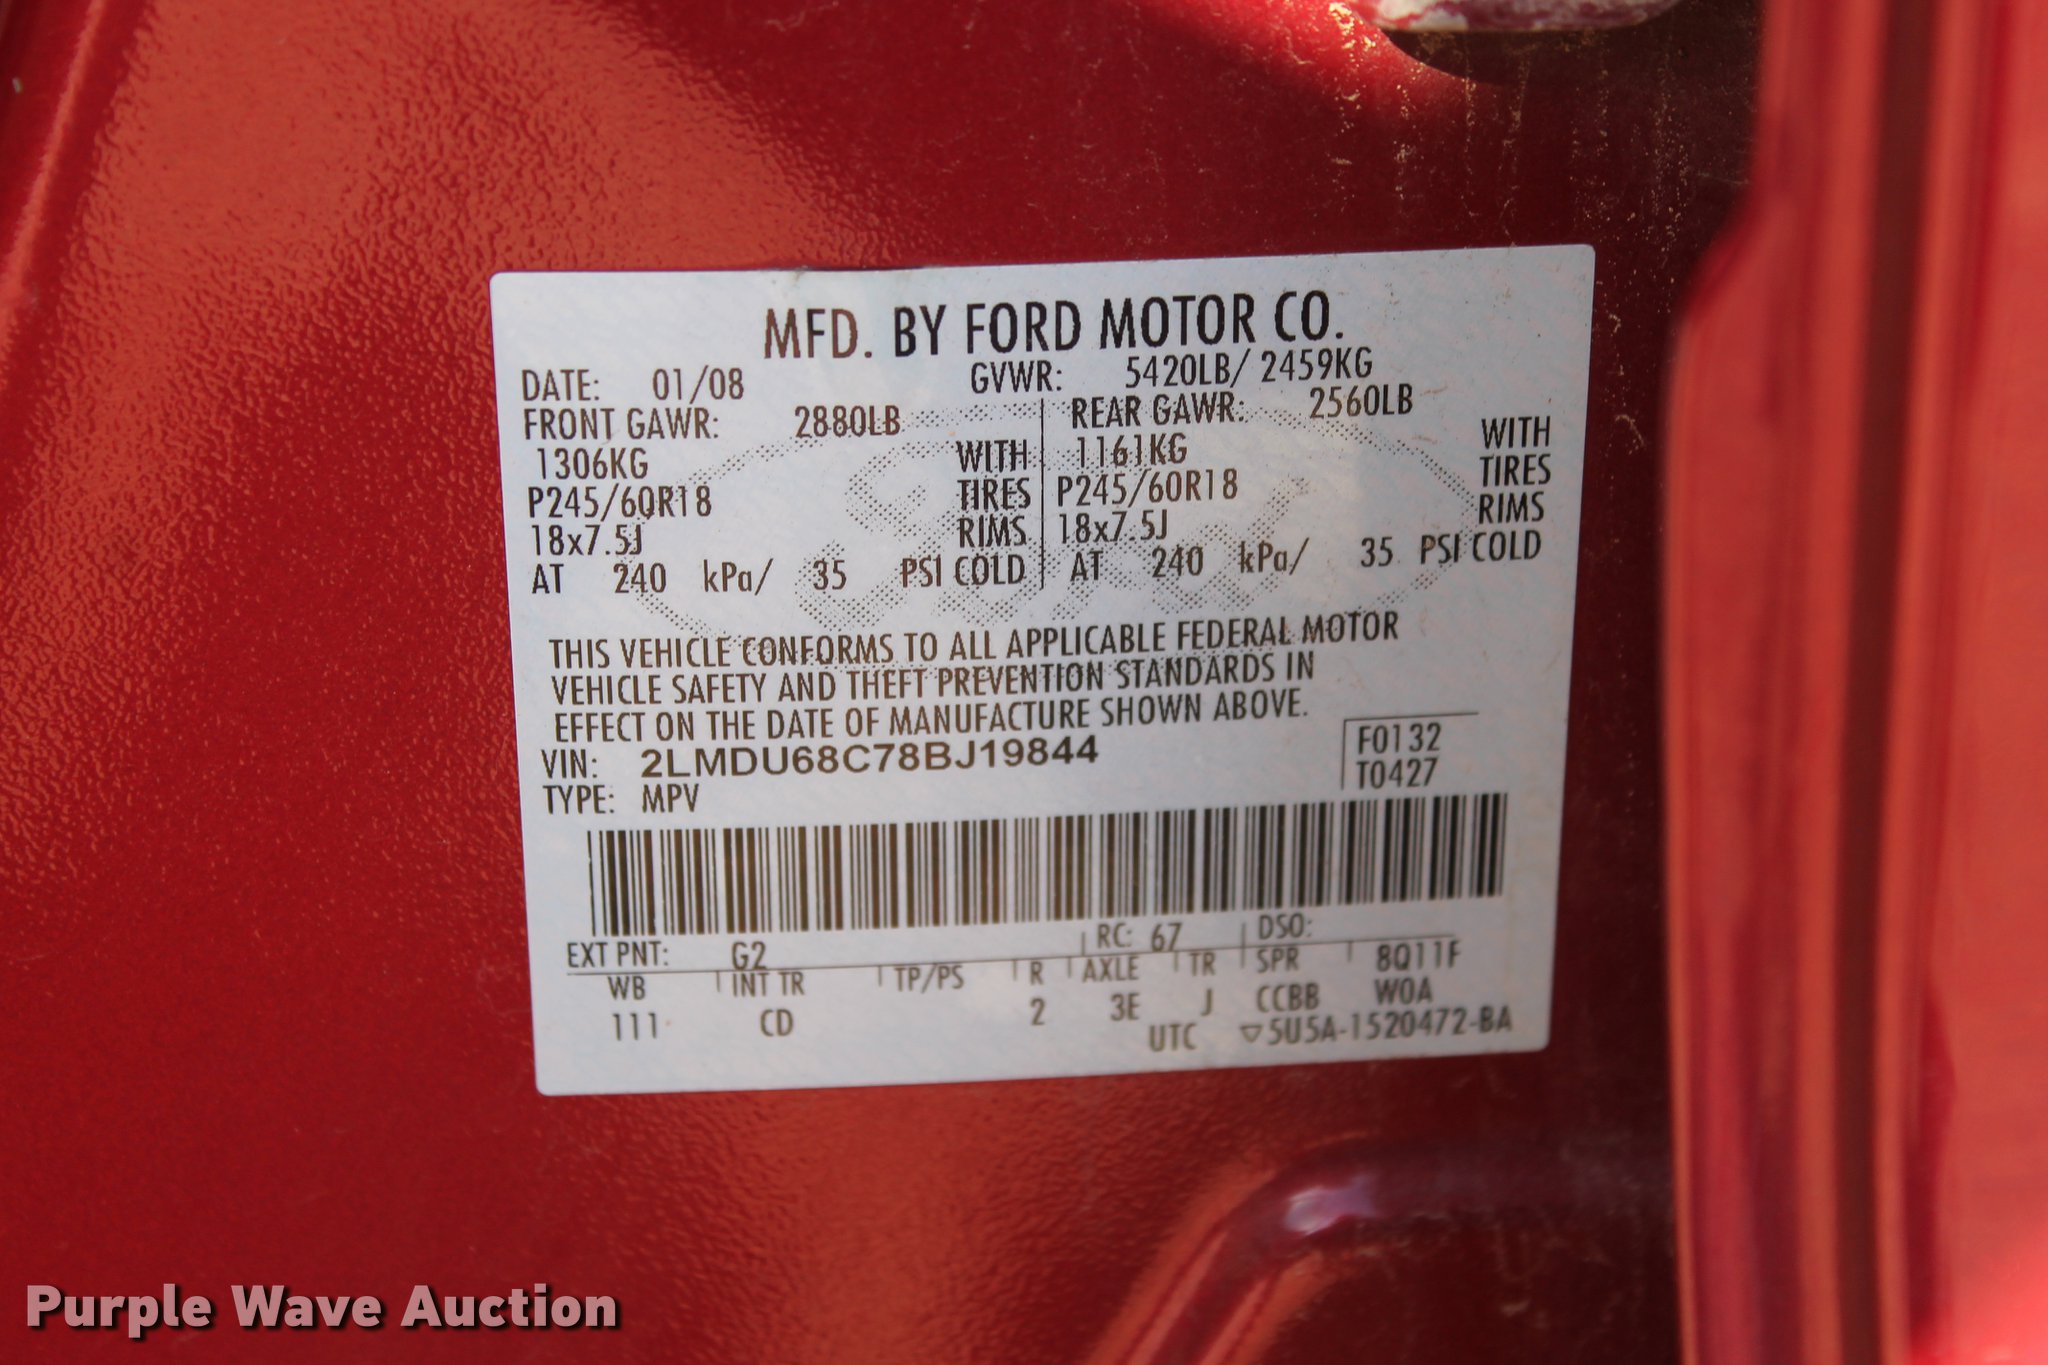 MFD. BY FORD MOTOR CO.
DATE: 01/08 GVWR: 5420LB/ 2459KG
FRONT GAWR: 2880LB REAR GAWR: 2560LB
1306KG WITH 1161KG WITH
P245/60R18 TIRES P245/60R18 TIRES
18x7.5J RIMS 18x7.5J RIMS
AT 240 kPa/ 35 PSI COLD AT 240 kPa/ 35 PSI COLD
THIS VEHICLE CONFORMS TO ALL APPLICABLE FEDERAL MOTOR
VEHICLE SAFETY AND THEFT PREVENTION STANDARDS IN
EFFECT ON THE DATE OF MANUFACTURE SHOWN ABOVE.
VIN: 2LMDU68C78BJ19844 F0132
TYPE: MPV T0427
EXT PNT: G2 RC: 67 DSO:
WB INT TR TP/PS R AXLE TR SPR 8Q11F
111 CD 2 3E J CCBB W0A
UTC ▽5U5A-1520472-BA
Purple Wave Auction